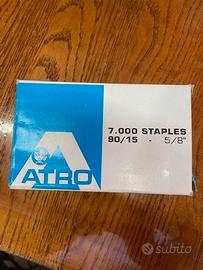 7.000 STAPLES
90/15 - 5/8"
ATRO
subito